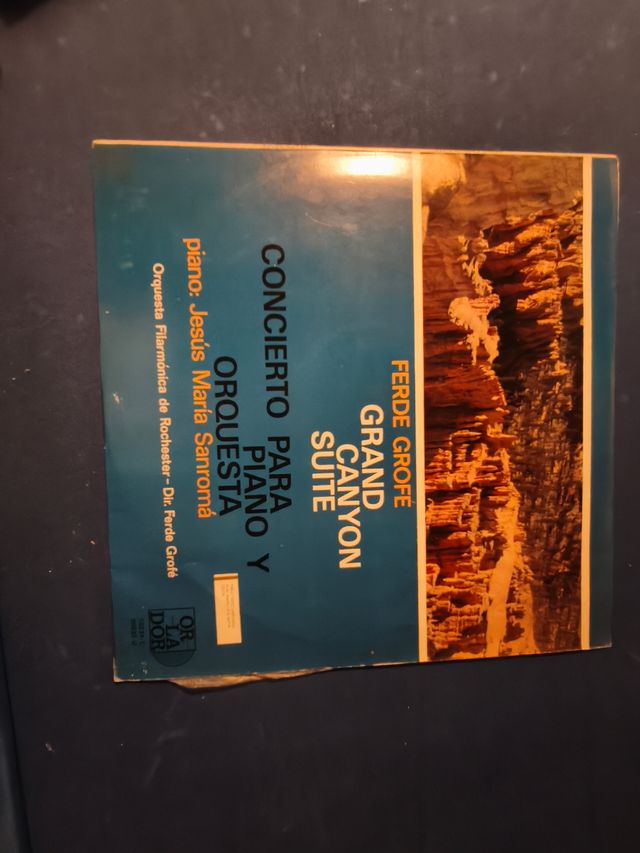 FERDE GROFÉ
GRAND
CANYON
SUITE
CONCIERTO PARA
PIANO Y
ORQUESTA
piano: Jesús María Sanromá
Orquesta Filarmónica de Rochester – Dir. Ferde Grofé
OR-
LA
DOR